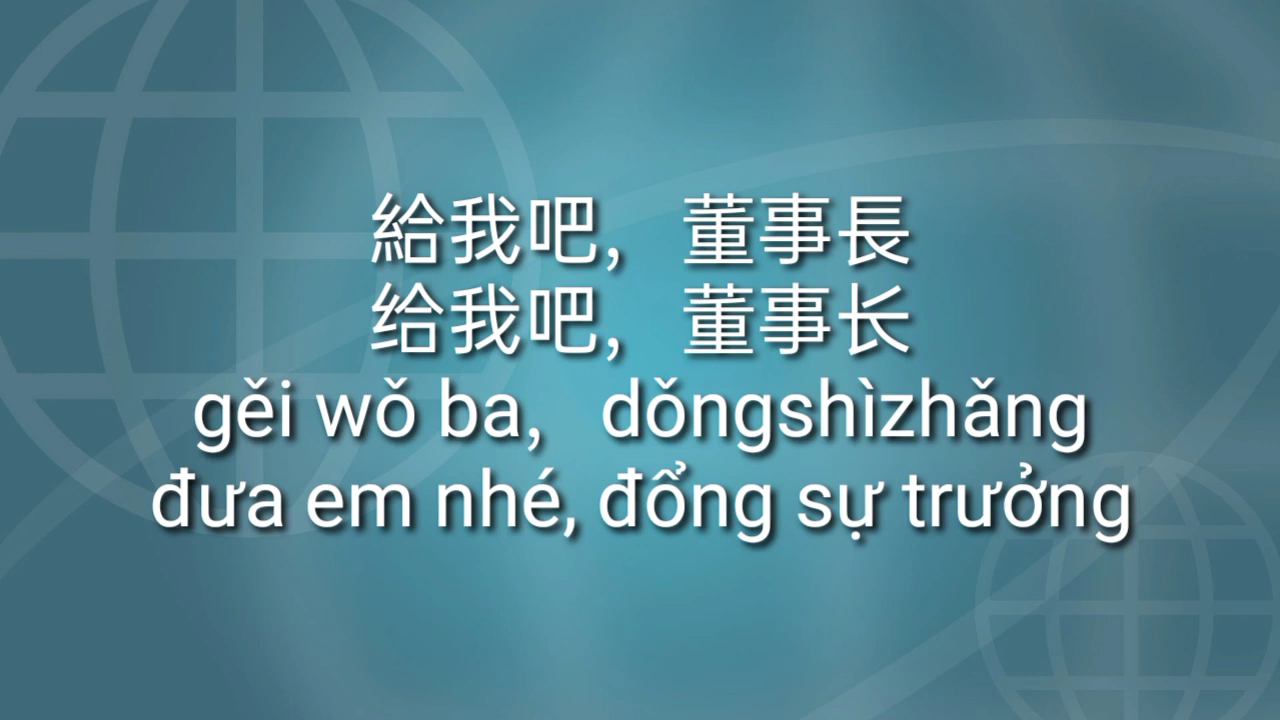 給我吧，董事長
给我吧，董事长
gěi wǒ ba，dǒngshìzhǎng
đưa em nhé, đổng sự trưởng